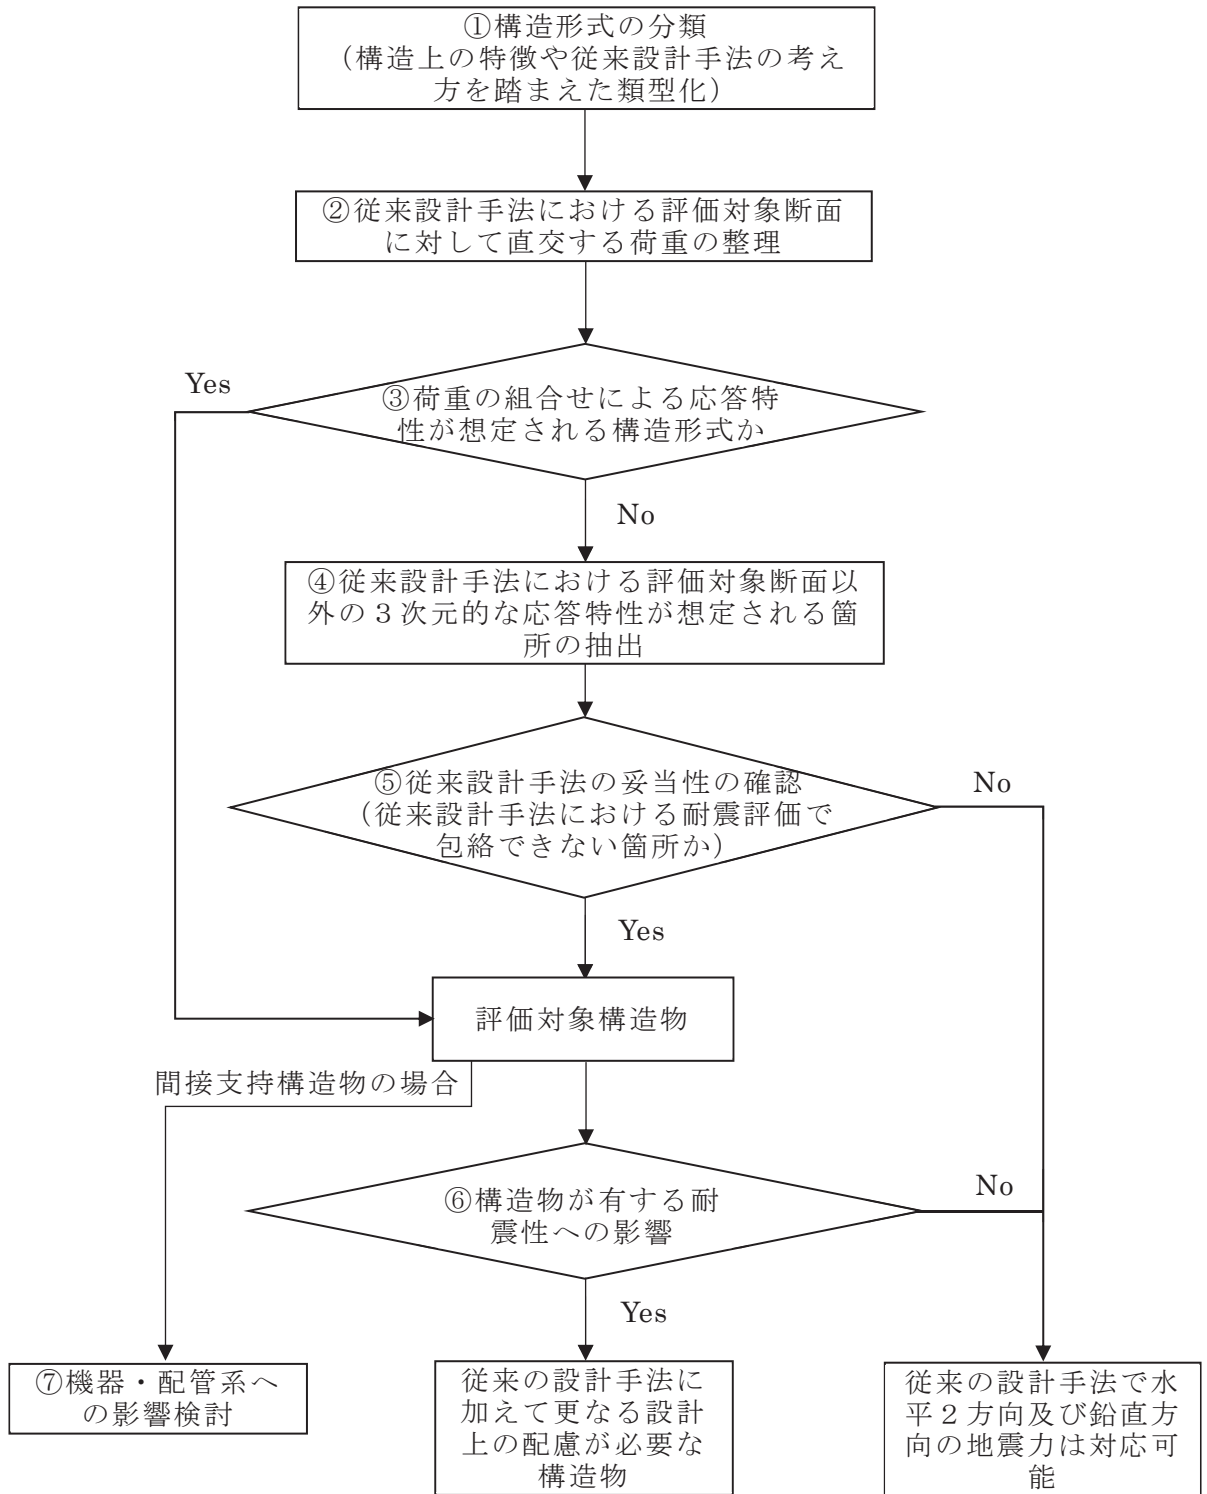 ①構造形式の分類
（構造上の特徴や従来設計手法の考え
方を踏まえた類型化）
②従来設計手法における評価対象断面
に対して直交する荷重の整理
Yes
③荷重の組合せによる応答特
性が想定される構造形式か
No
④従来設計手法における評価対象断面以
外の３次元的な応答特性が想定される箇
所の抽出
⑤従来設計手法の妥当性の確認
（従来設計手法における耐震評価で
包絡できない箇所か）
No
Yes
評価対象構造物
間接支持構造物の場合
⑥構造物が有する耐
震性への影響
No
Yes
⑦機器・配管系へ
の影響検討
従来の設計手法に
加えて更なる設計
上の配慮が必要な
構造物
従来の設計手法で水
平２方向及び鉛直方
向の地震力は対応可
能